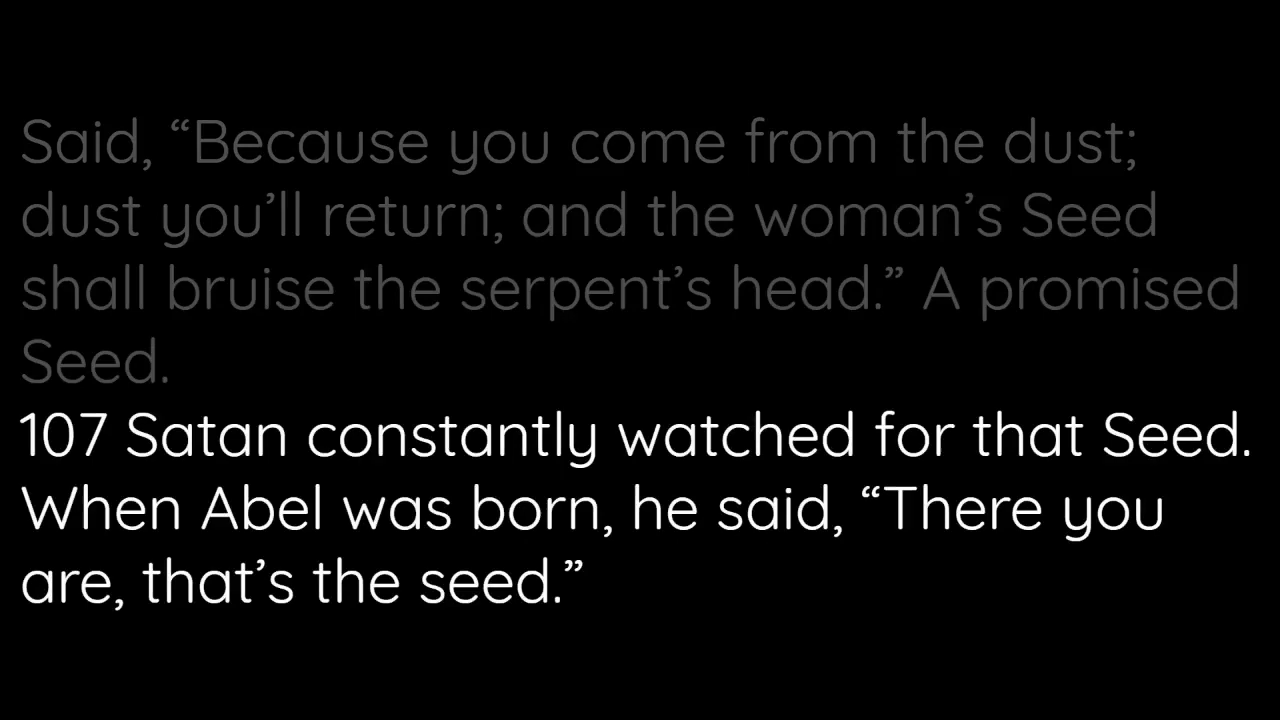 Said, “Because you come from the dust;
dust you’ll return; and the woman’s Seed
shall bruise the serpent’s head.” A promised
Seed.
107 Satan constantly watched for that Seed.
When Abel was born, he said, “There you
are, that’s the seed.”